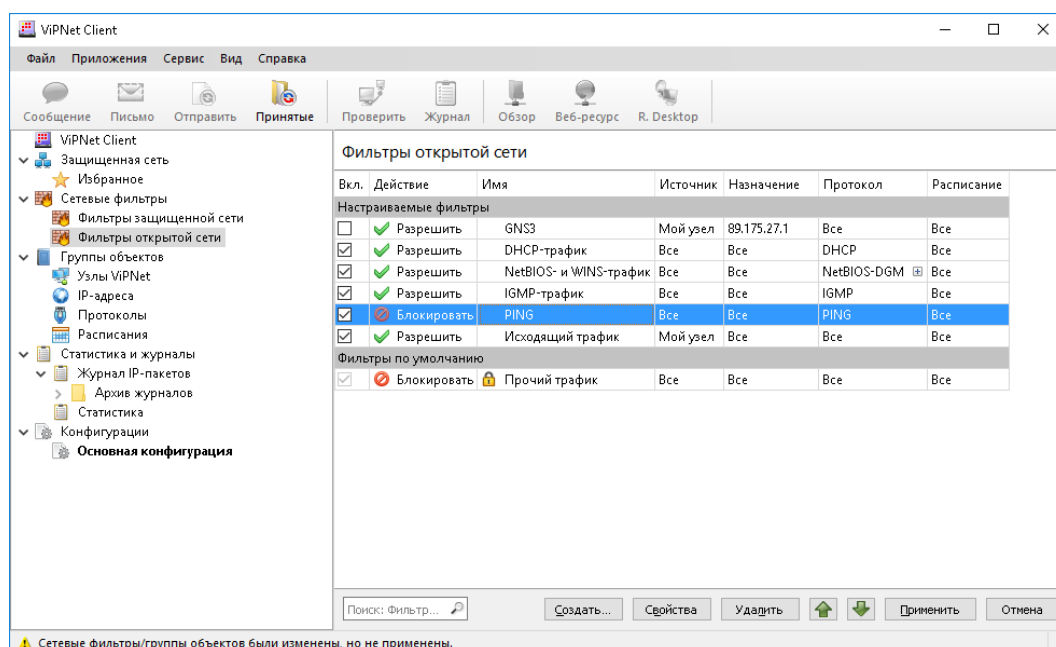 ViPNet Client
Файл Приложения Сервис Вид Справка
Сообщение Письмо Отправить Принятые Проверить Журнал Обзор Веб-ресурс R. Desktop
ViPNet Client
Защищенная сеть
Избранное
Сетевые фильтры
Фильтры защищенной сети
Фильтры открытой сети
Группы объектов
Узлы ViPNet
IP-адреса
Протоколы
Расписания
Статистика и журналы
Журнал IP-пакетов
Архив журналов
Статистика
Конфигурации
Основная конфигурация
Фильтры открытой сети
Вкл. Действие Имя Источник Назначение Протокол Расписание
Настраиваемые фильтры
Разрешить GNS3 Мой узел 89.175.27.1 Все Все
Разрешить DHCP-трафик Все Все DHCP Все
Разрешить NetBIOS- и WINS-трафик Все Все NetBIOS-DGM Все
Разрешить IGMP-трафик Все Все IGMP Все
Блокировать PING Все Все PING Все
Разрешить Исходящий трафик Мой узел Все Все Все
Фильтры по умолчанию
Блокировать Прочий трафик Все Все Все Все
Поиск: Фильтр... Создать... Свойства Удалить Применить Отмена
Сетевые фильтры/группы объектов были изменены, но не применены.